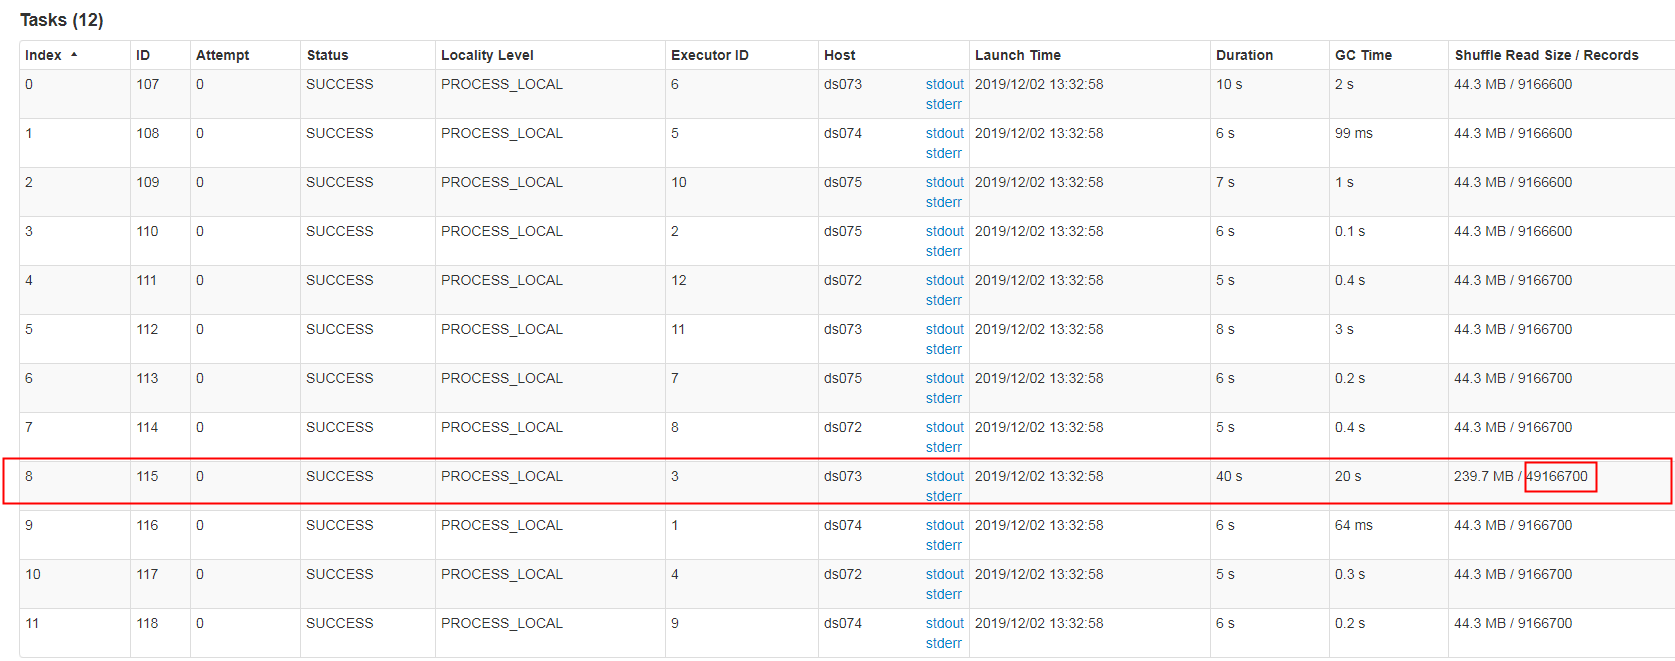 Tasks (12)
Index ID Attempt Status Locality Level Executor ID Host Launch Time Duration GC Time Shuffle Read Size / Records
0 107 0 SUCCESS PROCESS_LOCAL 6 ds073 stdout 2019/12/02 13:32:58 10 s 2 s 44.3 MB / 9166600
stderr
1 108 0 SUCCESS PROCESS_LOCAL 5 ds074 stdout 2019/12/02 13:32:58 6 s 99 ms 44.3 MB / 9166600
stderr
2 109 0 SUCCESS PROCESS_LOCAL 10 ds075 stdout 2019/12/02 13:32:58 7 s 1 s 44.3 MB / 9166600
stderr
3 110 0 SUCCESS PROCESS_LOCAL 2 ds075 stdout 2019/12/02 13:32:58 6 s 0.1 s 44.3 MB / 9166600
stderr
4 111 0 SUCCESS PROCESS_LOCAL 12 ds072 stdout 2019/12/02 13:32:58 5 s 0.4 s 44.3 MB / 9166700
stderr
5 112 0 SUCCESS PROCESS_LOCAL 11 ds073 stdout 2019/12/02 13:32:58 8 s 3 s 44.3 MB / 9166700
stderr
6 113 0 SUCCESS PROCESS_LOCAL 7 ds075 stdout 2019/12/02 13:32:58 6 s 0.2 s 44.3 MB / 9166700
stderr
7 114 0 SUCCESS PROCESS_LOCAL 8 ds072 stdout 2019/12/02 13:32:58 5 s 0.4 s 44.3 MB / 9166700
stderr
8 115 0 SUCCESS PROCESS_LOCAL 3 ds073 stdout 2019/12/02 13:32:58 40 s 20 s 239.7 MB / 49166700
stderr
9 116 0 SUCCESS PROCESS_LOCAL 1 ds074 stdout 2019/12/02 13:32:58 6 s 64 ms 44.3 MB / 9166700
stderr
10 117 0 SUCCESS PROCESS_LOCAL 4 ds072 stdout 2019/12/02 13:32:58 5 s 0.3 s 44.3 MB / 9166700
stderr
11 118 0 SUCCESS PROCESS_LOCAL 9 ds074 stdout 2019/12/02 13:32:58 6 s 0.2 s 44.3 MB / 9166700
stderr